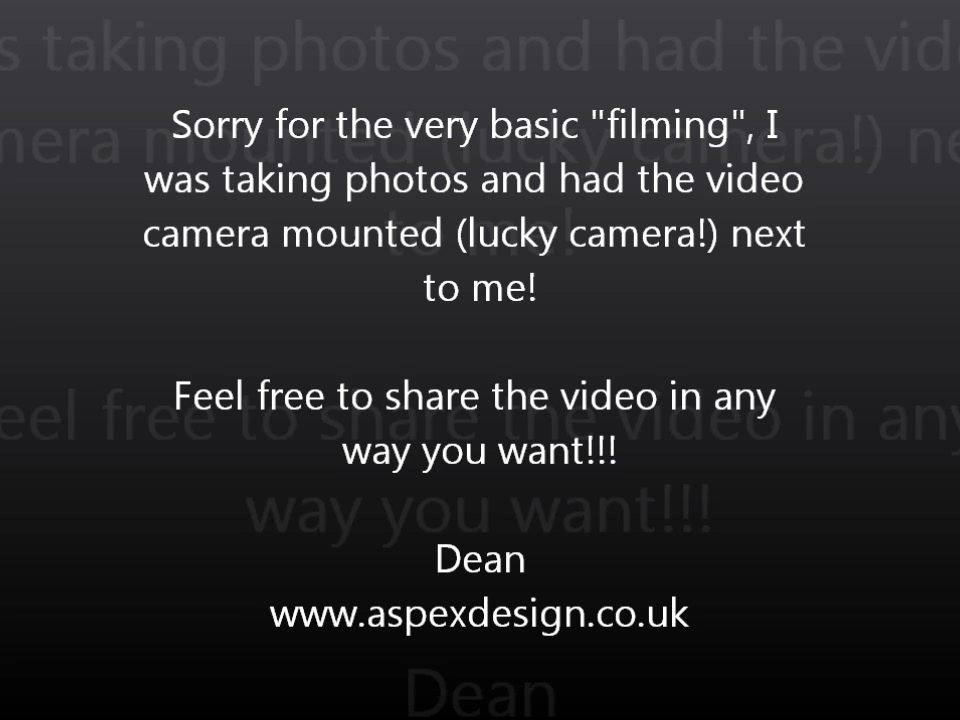 Sorry for the very basic "filming", I
was taking photos and had the video
camera mounted (lucky camera!) next
to me!
Feel free to share the video in any
way you want!!!
Dean
www.aspexdesign.co.uk